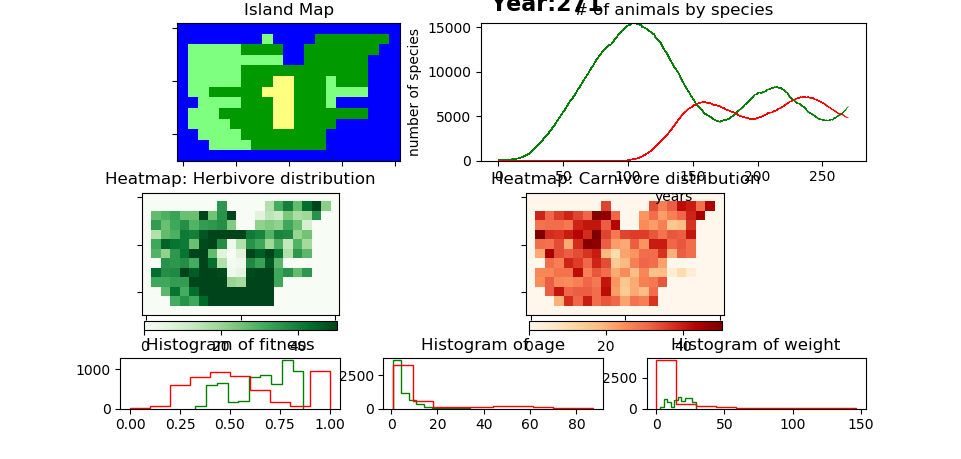 Year:271
Island Map
# of animals by species
number of species
15000
10000
5000
0
0 50 100 150 200 250
years
Heatmap: Herbivore distribution
Heatmap: Carnivore distribution
0 20 40
0 20 40
Histogram of fitness
Histogram of age
Histogram of weight
1000
0
0.00 0.25 0.50 0.75 1.00
2500
0
0 20 40 60 80
2500
0
0 50 100 150